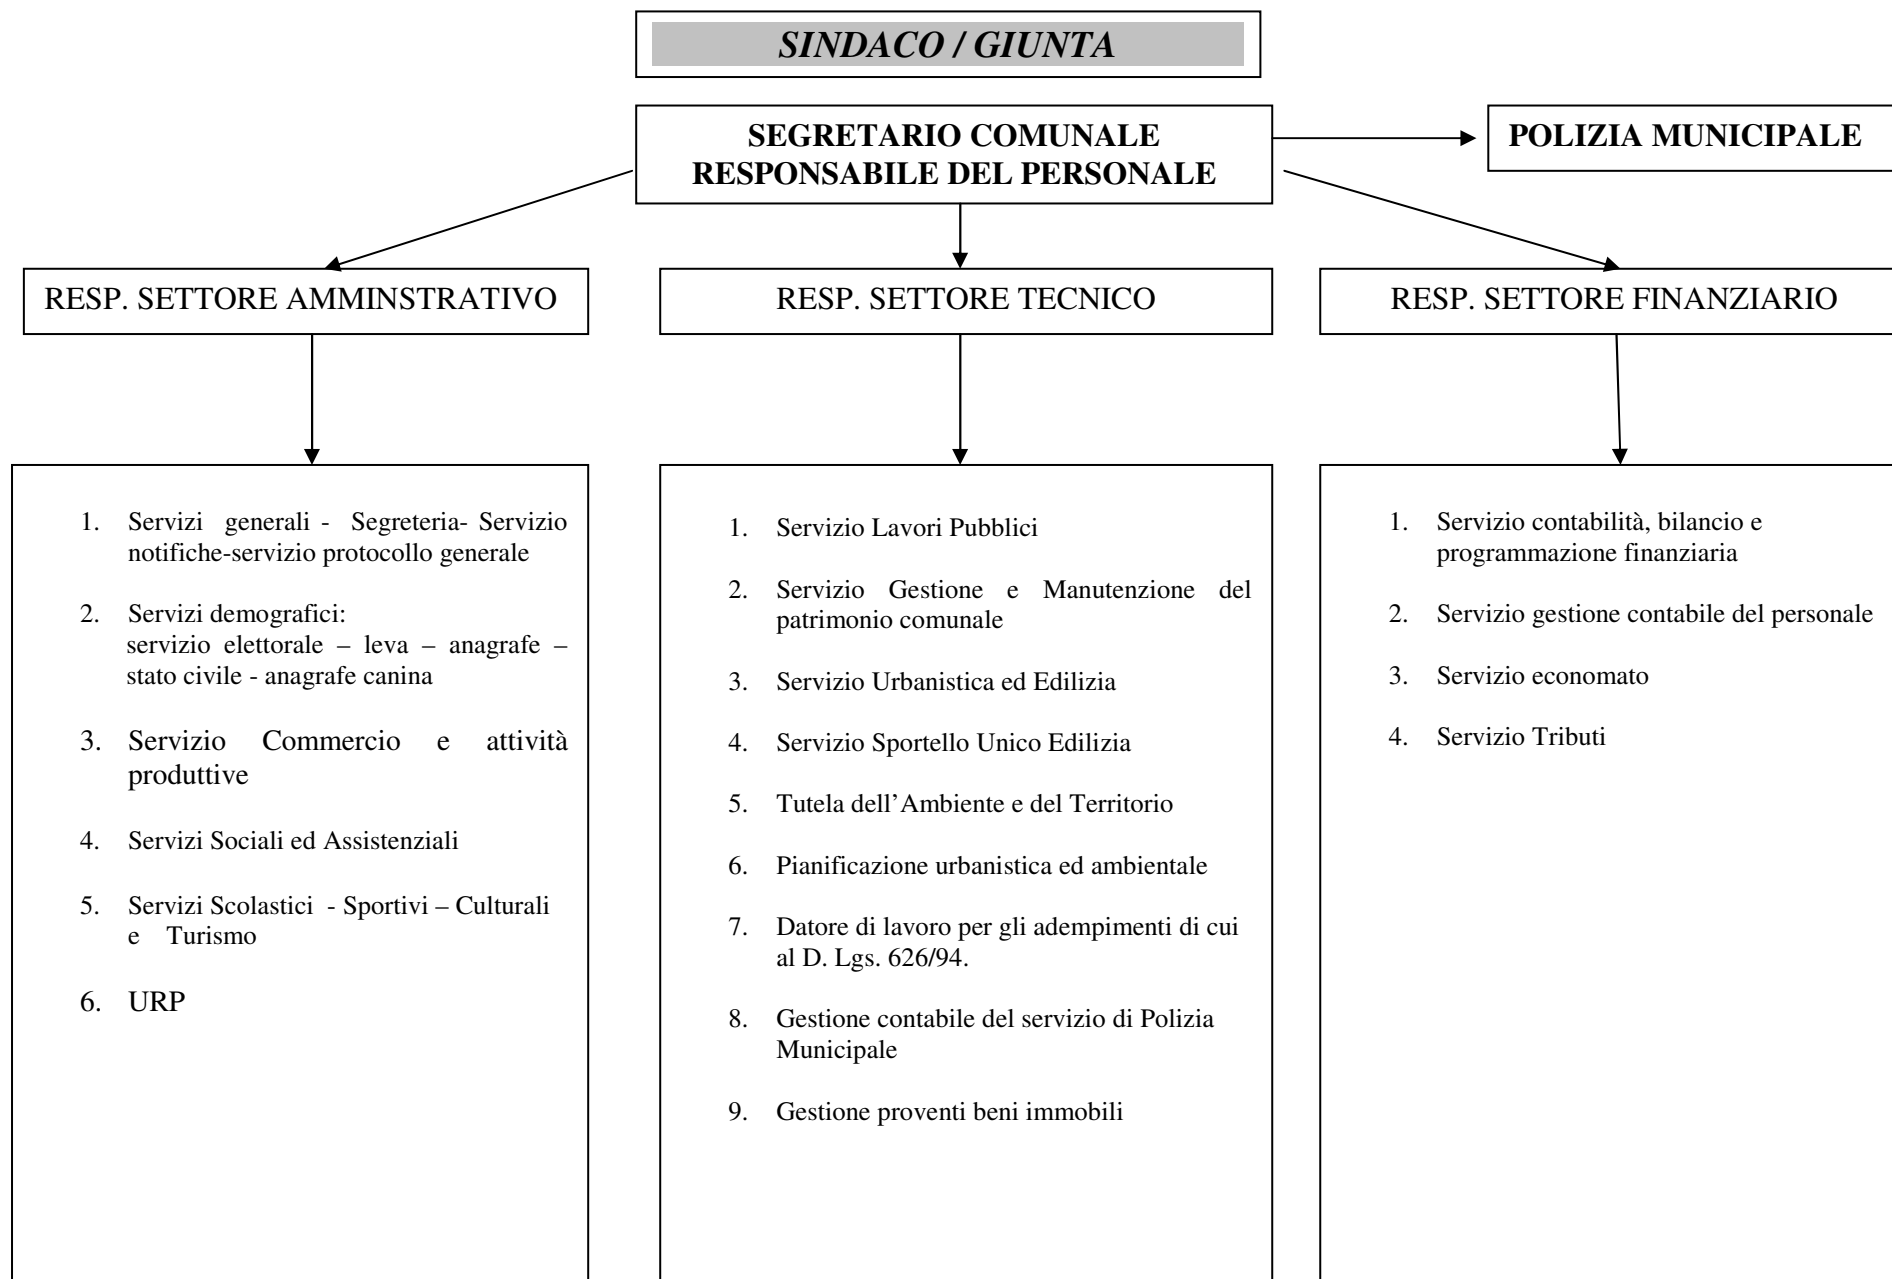 SINDACO / GIUNTA
SEGRETARIO COMUNALE
RESPONSABILE DEL PERSONALE
POLIZIA MUNICIPALE
RESP. SETTORE AMMINSTRATIVO
RESP. SETTORE TECNICO
RESP. SETTORE FINANZIARIO
1. Servizi generali - Segreteria- Servizio
notifiche-servizio protocollo generale
2. Servizi demografici:
servizio elettorale – leva – anagrafe –
stato civile - anagrafe canina
3. Servizio Commercio e attività
produttive
4. Servizi Sociali ed Assistenziali
5. Servizi Scolastici - Sportivi – Culturali
e Turismo
6. URP
1. Servizio Lavori Pubblici
2. Servizio Gestione e Manutenzione del
patrimonio comunale
3. Servizio Urbanistica ed Edilizia
4. Servizio Sportello Unico Edilizia
5. Tutela dell’Ambiente e del Territorio
6. Pianificazione urbanistica ed ambientale
7. Datore di lavoro per gli adempimenti di cui
al D. Lgs. 626/94.
8. Gestione contabile del servizio di Polizia
Municipale
9. Gestione proventi beni immobili
1. Servizio contabilità, bilancio e
programmazione finanziaria
2. Servizio gestione contabile del personale
3. Servizio economato
4. Servizio Tributi